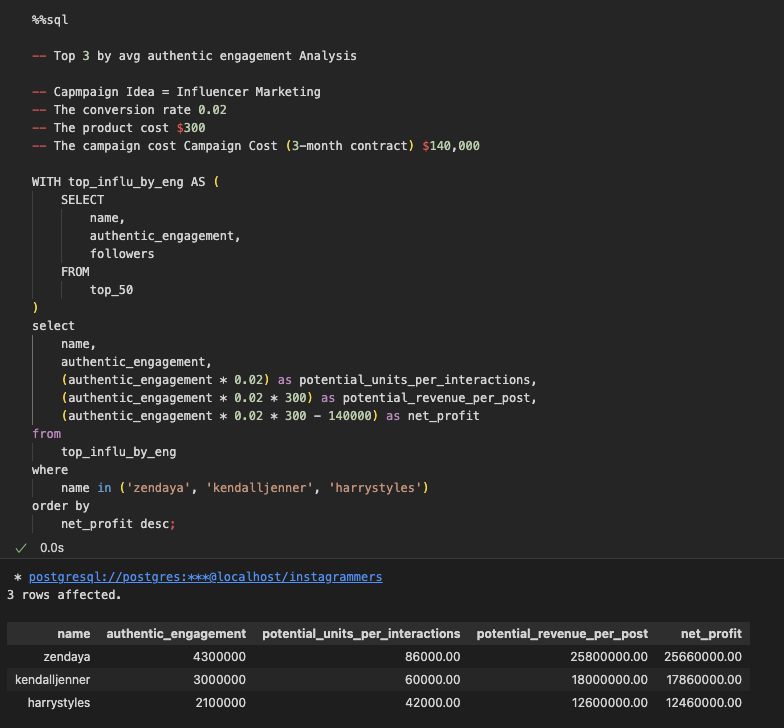 %%sql
-- Top 3 by avg authentic engagement Analysis
-- Capmpaign Idea = Influencer Marketing
-- The conversion rate 0.02
-- The product cost $300
-- The campaign cost Campaign Cost (3-month contract) $140,000
WITH top_influ_by_eng AS (
SELECT
name,
authentic_engagement,
followers
FROM
top_50
)
select
name,
authentic_engagement,
(authentic_engagement * 0.02) as potential_units_per_interactions,
(authentic_engagement * 0.02 * 300) as potential_revenue_per_post,
(authentic_engagement * 0.02 * 300 - 140000) as net_profit
from
top_influ_by_eng
where
name in ('zendaya', 'kendalljenner', 'harrystyles')
order by
net_profit desc;
✓ 0.0s
* postgresql://postgres:***@localhost/instagrammers
3 rows affected.
name authentic_engagement potential_units_per_interactions potential_revenue_per_post net_profit
zendaya 4300000 86000.00 25800000.00 25660000.00
kendalljenner 3000000 60000.00 18000000.00 17860000.00
harrystyles 2100000 42000.00 12600000.00 12460000.00